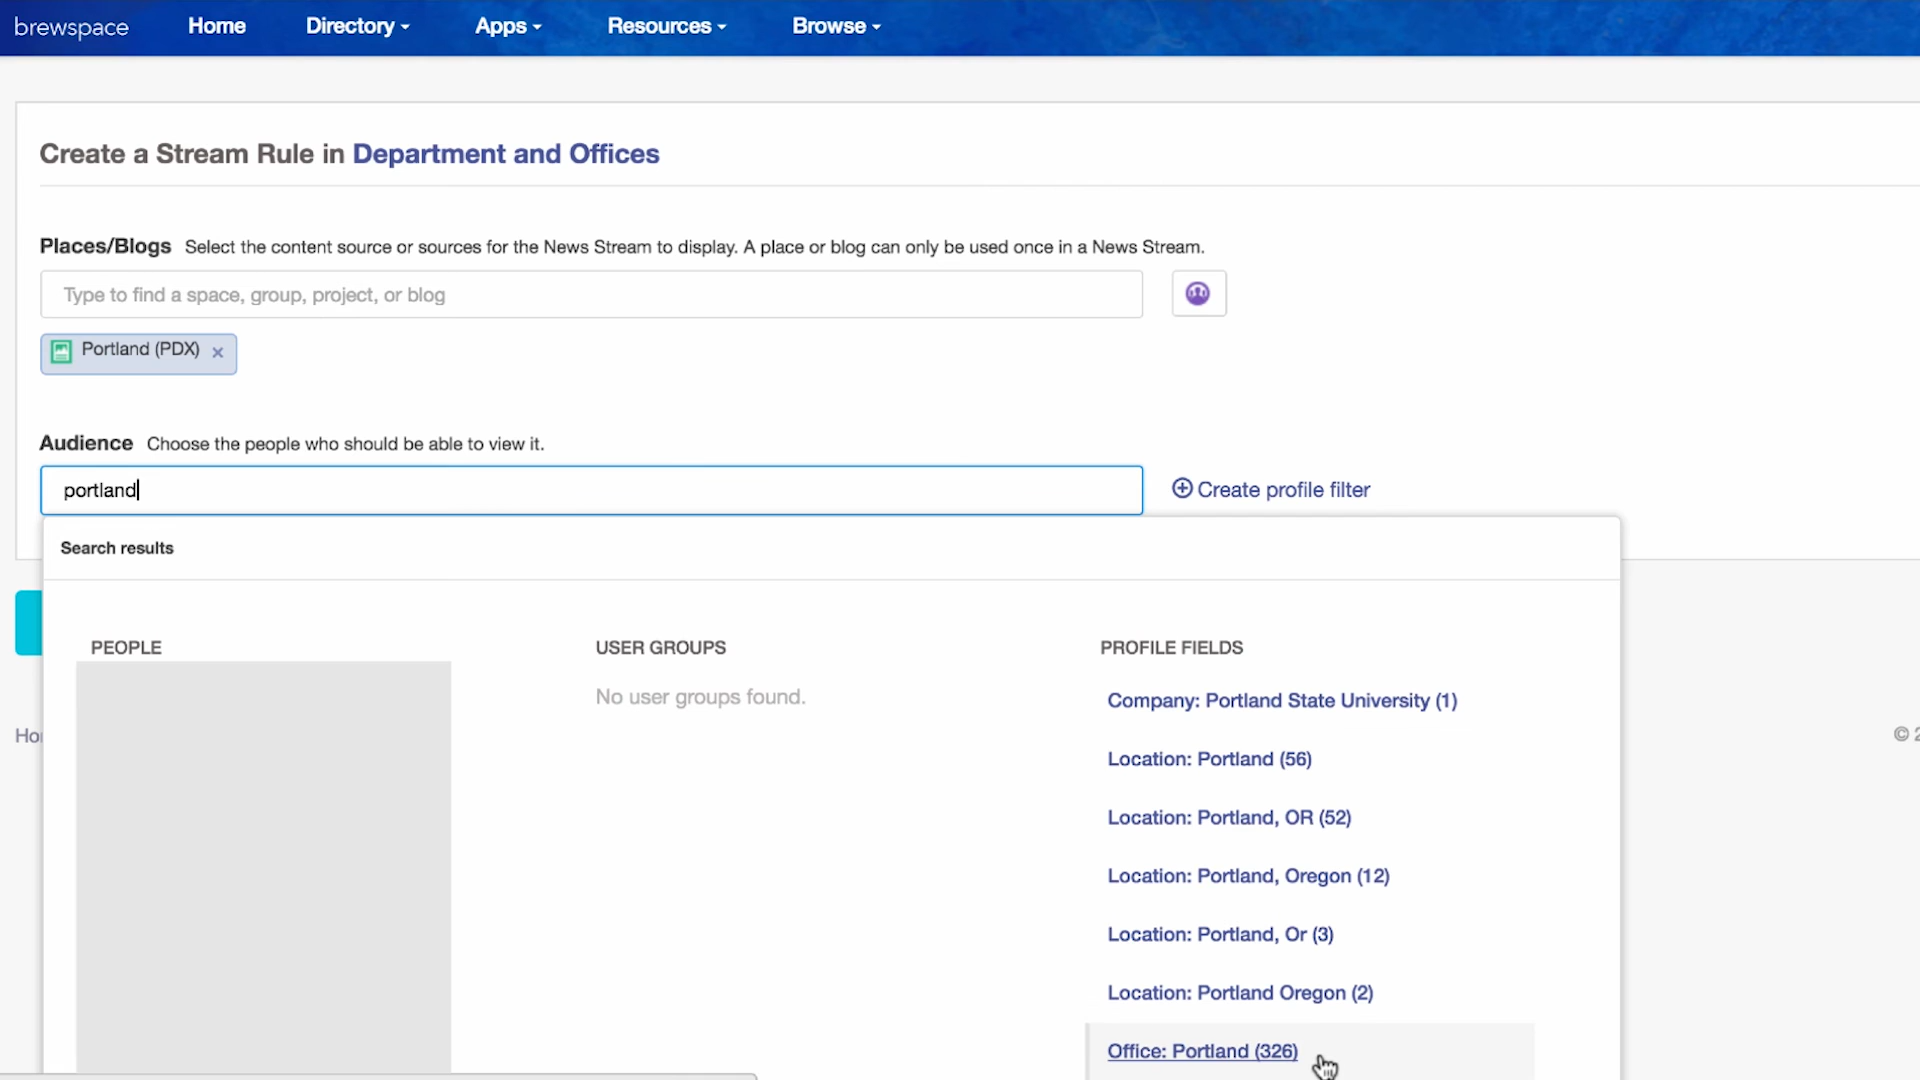 brewspace
Home
Directory
Apps
Resources
Browse
Create a Stream Rule in Department and Offices
Places/Blogs Select the content source or sources for the News Stream to display. A place or blog can only be used once in a News Stream.
Type to find a space, group, project, or blog
Portland (PDX) ×
Audience Choose the people who should be able to view it.
portland
Create profile filter
Search results
PEOPLE
USER GROUPS
No user groups found.
PROFILE FIELDS
Company: Portland State University (1)
Location: Portland (56)
Location: Portland, OR (52)
Location: Portland, Oregon (12)
Location: Portland, Or (3)
Location: Portland Oregon (2)
Office: Portland (326)